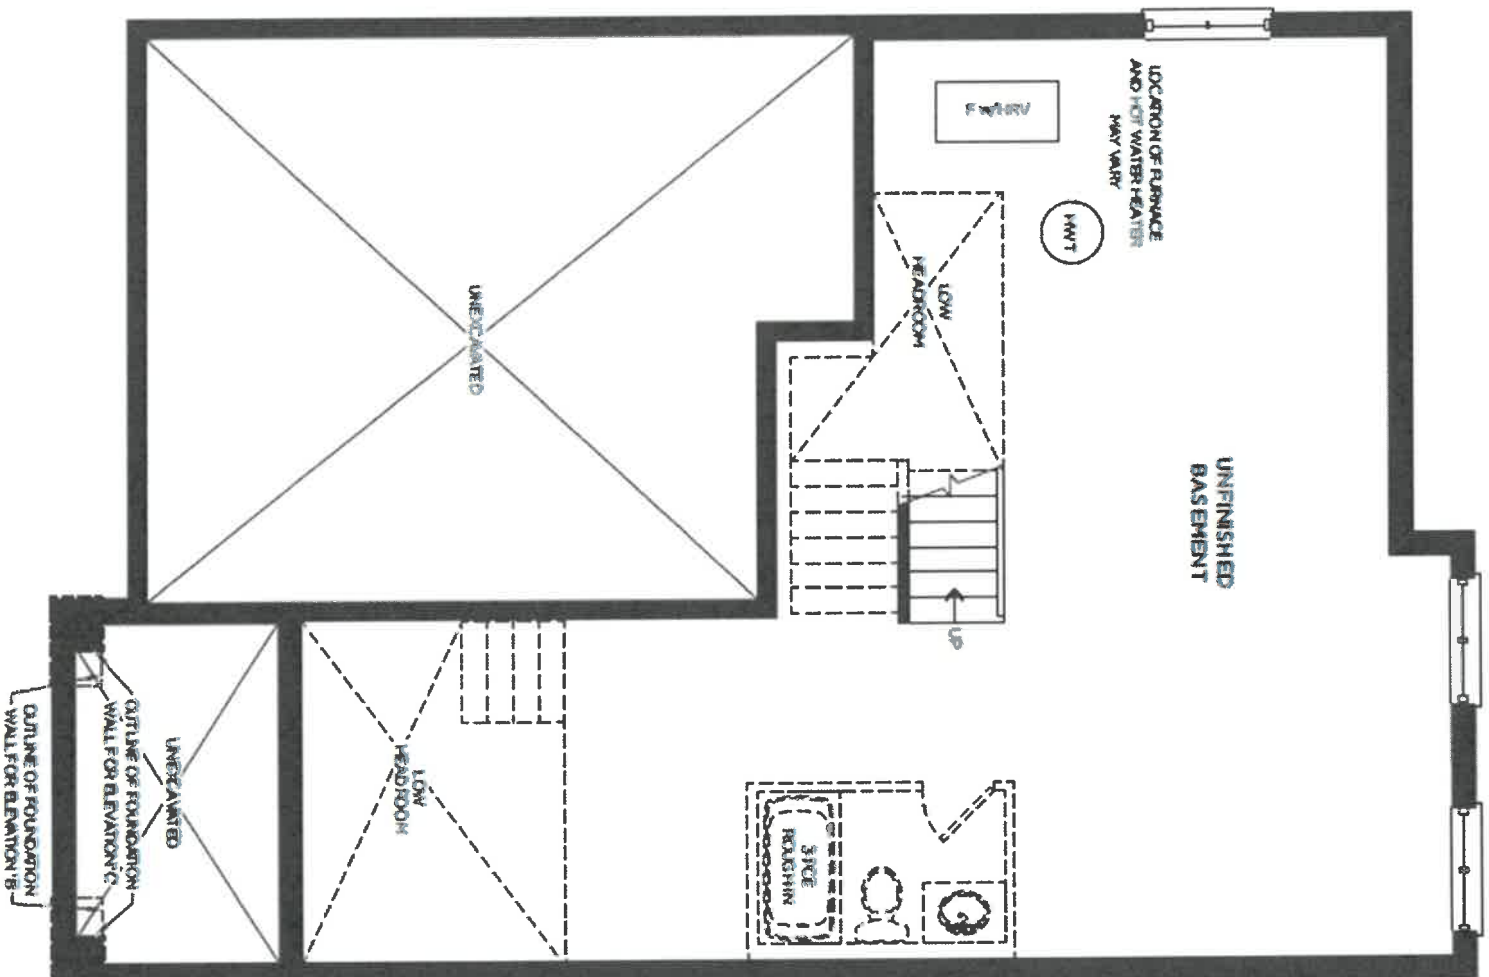 LOCATION OF FURNACE
AND HOT WATER HEATER
MAY VARY
F w/HRV
HWT
LOW
HEADROOM
UNEXCAVATED
UNFINISHED
BASEMENT
UP
LOW
HEADROOM
3 PCE
ROUGH-IN
UNEXCAVATED
OUTLINE OF FOUNDATION
WALL FOR ELEVATION 'C'
OUTLINE OF FOUNDATION
WALL FOR ELEVATION 'B'